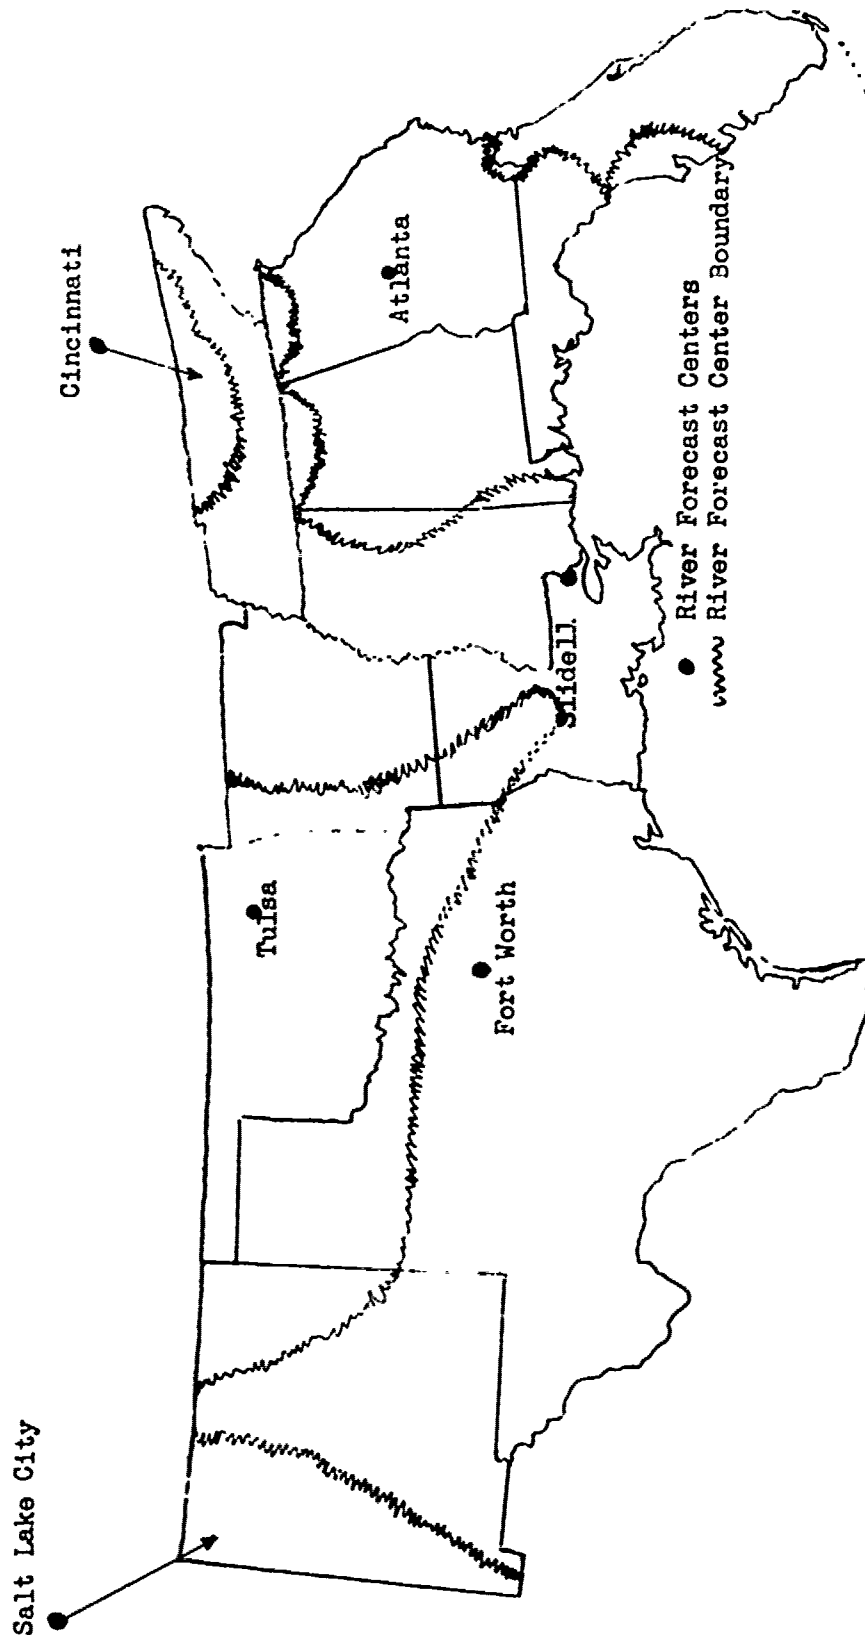 Salt Lake City
Cincinnati
Tulsa
Atlanta
Fort Worth
Slidell
River Forecast Centers
River Forecast Center Boundary